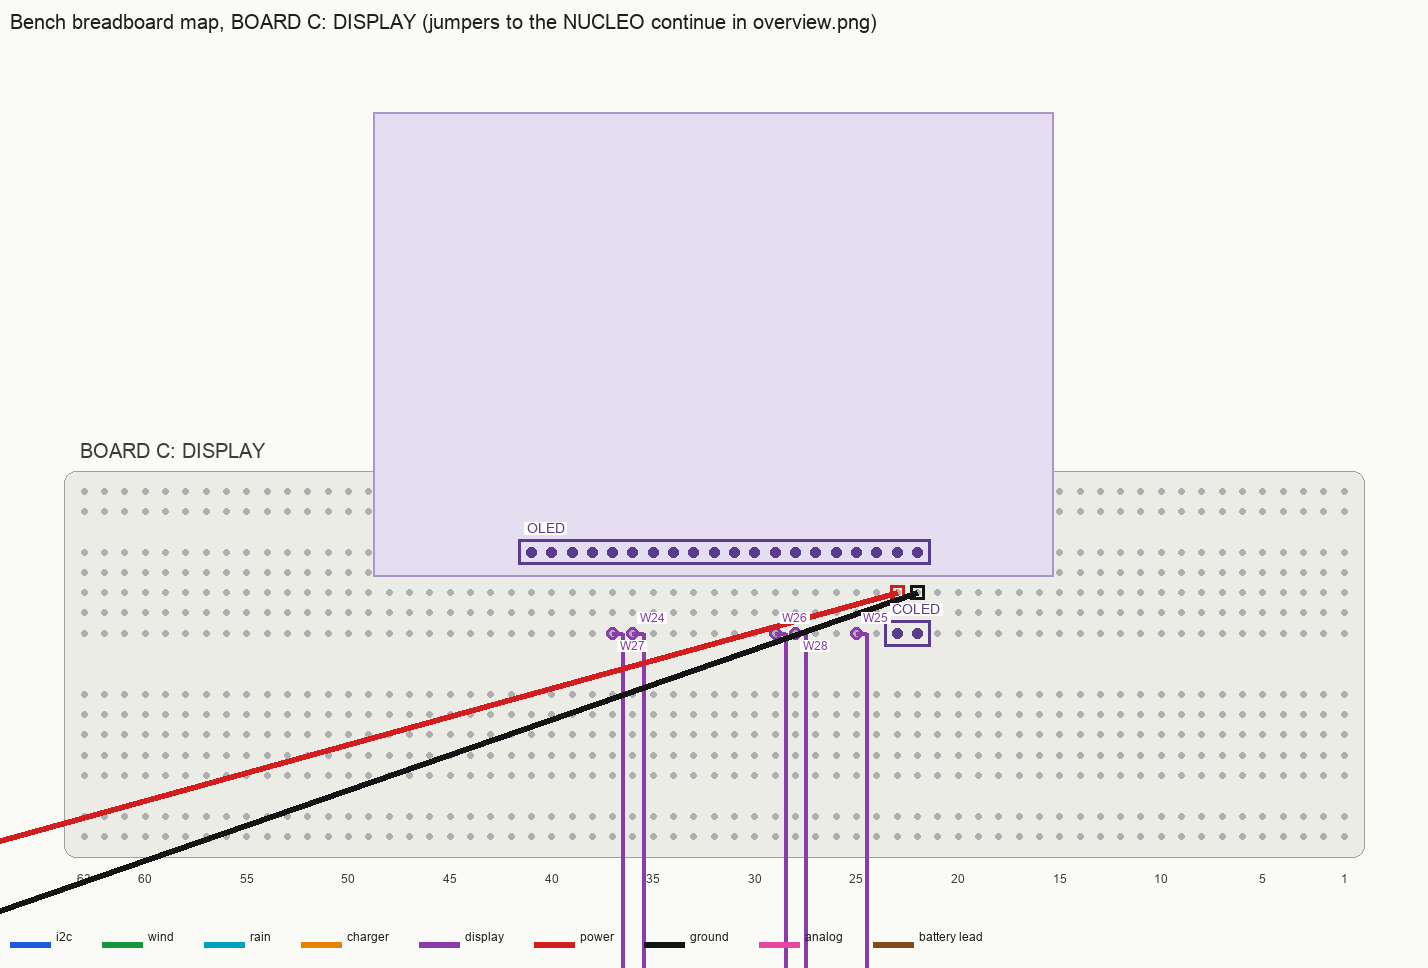 Bench breadboard map, BOARD C: DISPLAY (jumpers to the NUCLEO continue in overview.png)
BOARD C: DISPLAY
OLED
COLED
W24
W26
W25
W27
W28
63 60 55 50 45 40 35 30 25 20 15 10 5 1
i2c wind rain charger display power ground analog battery lead